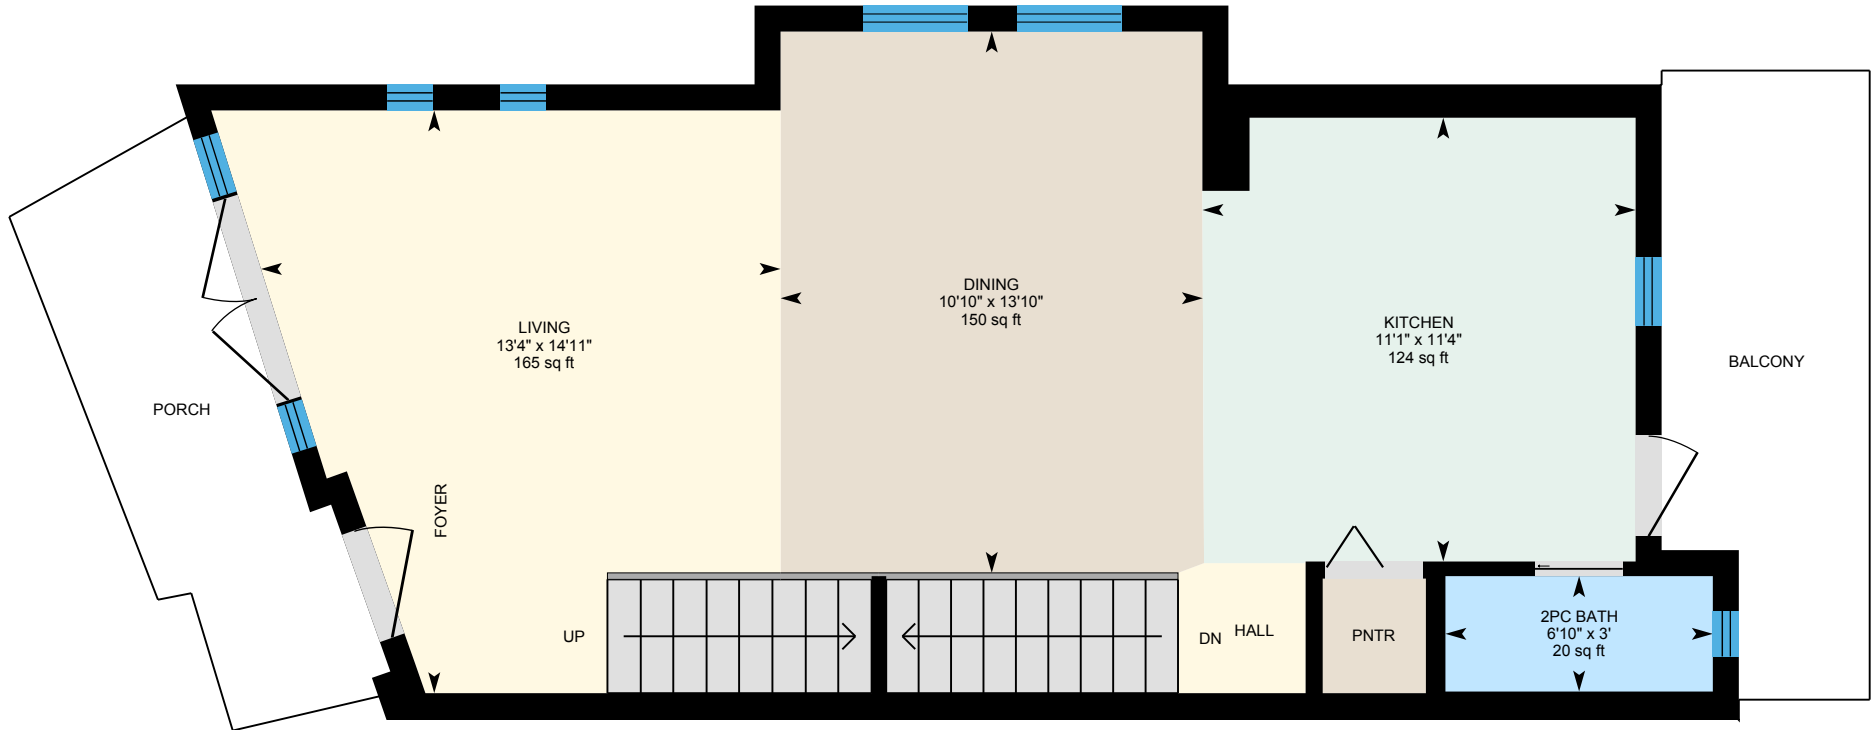 DINING
10'10" x 13'10"
150 sq ft
LIVING
13'4" x 14'11"
165 sq ft
KITCHEN
11'1" x 11'4"
124 sq ft
BALCONY
PORCH
FOYER
UP
DN
HALL
PNTR
2PC BATH
6'10" x 3'
20 sq ft